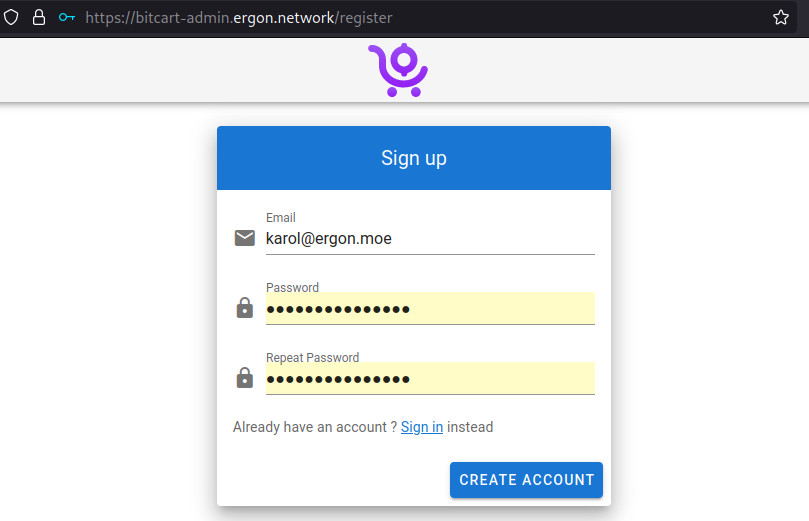 https://bitcart-admin.ergon.network/register
Sign up
Email
karol@ergon.moe
Password
●●●●●●●●●●●●●●●
Repeat Password
●●●●●●●●●●●●●●●
Already have an account ? Sign in instead
CREATE ACCOUNT